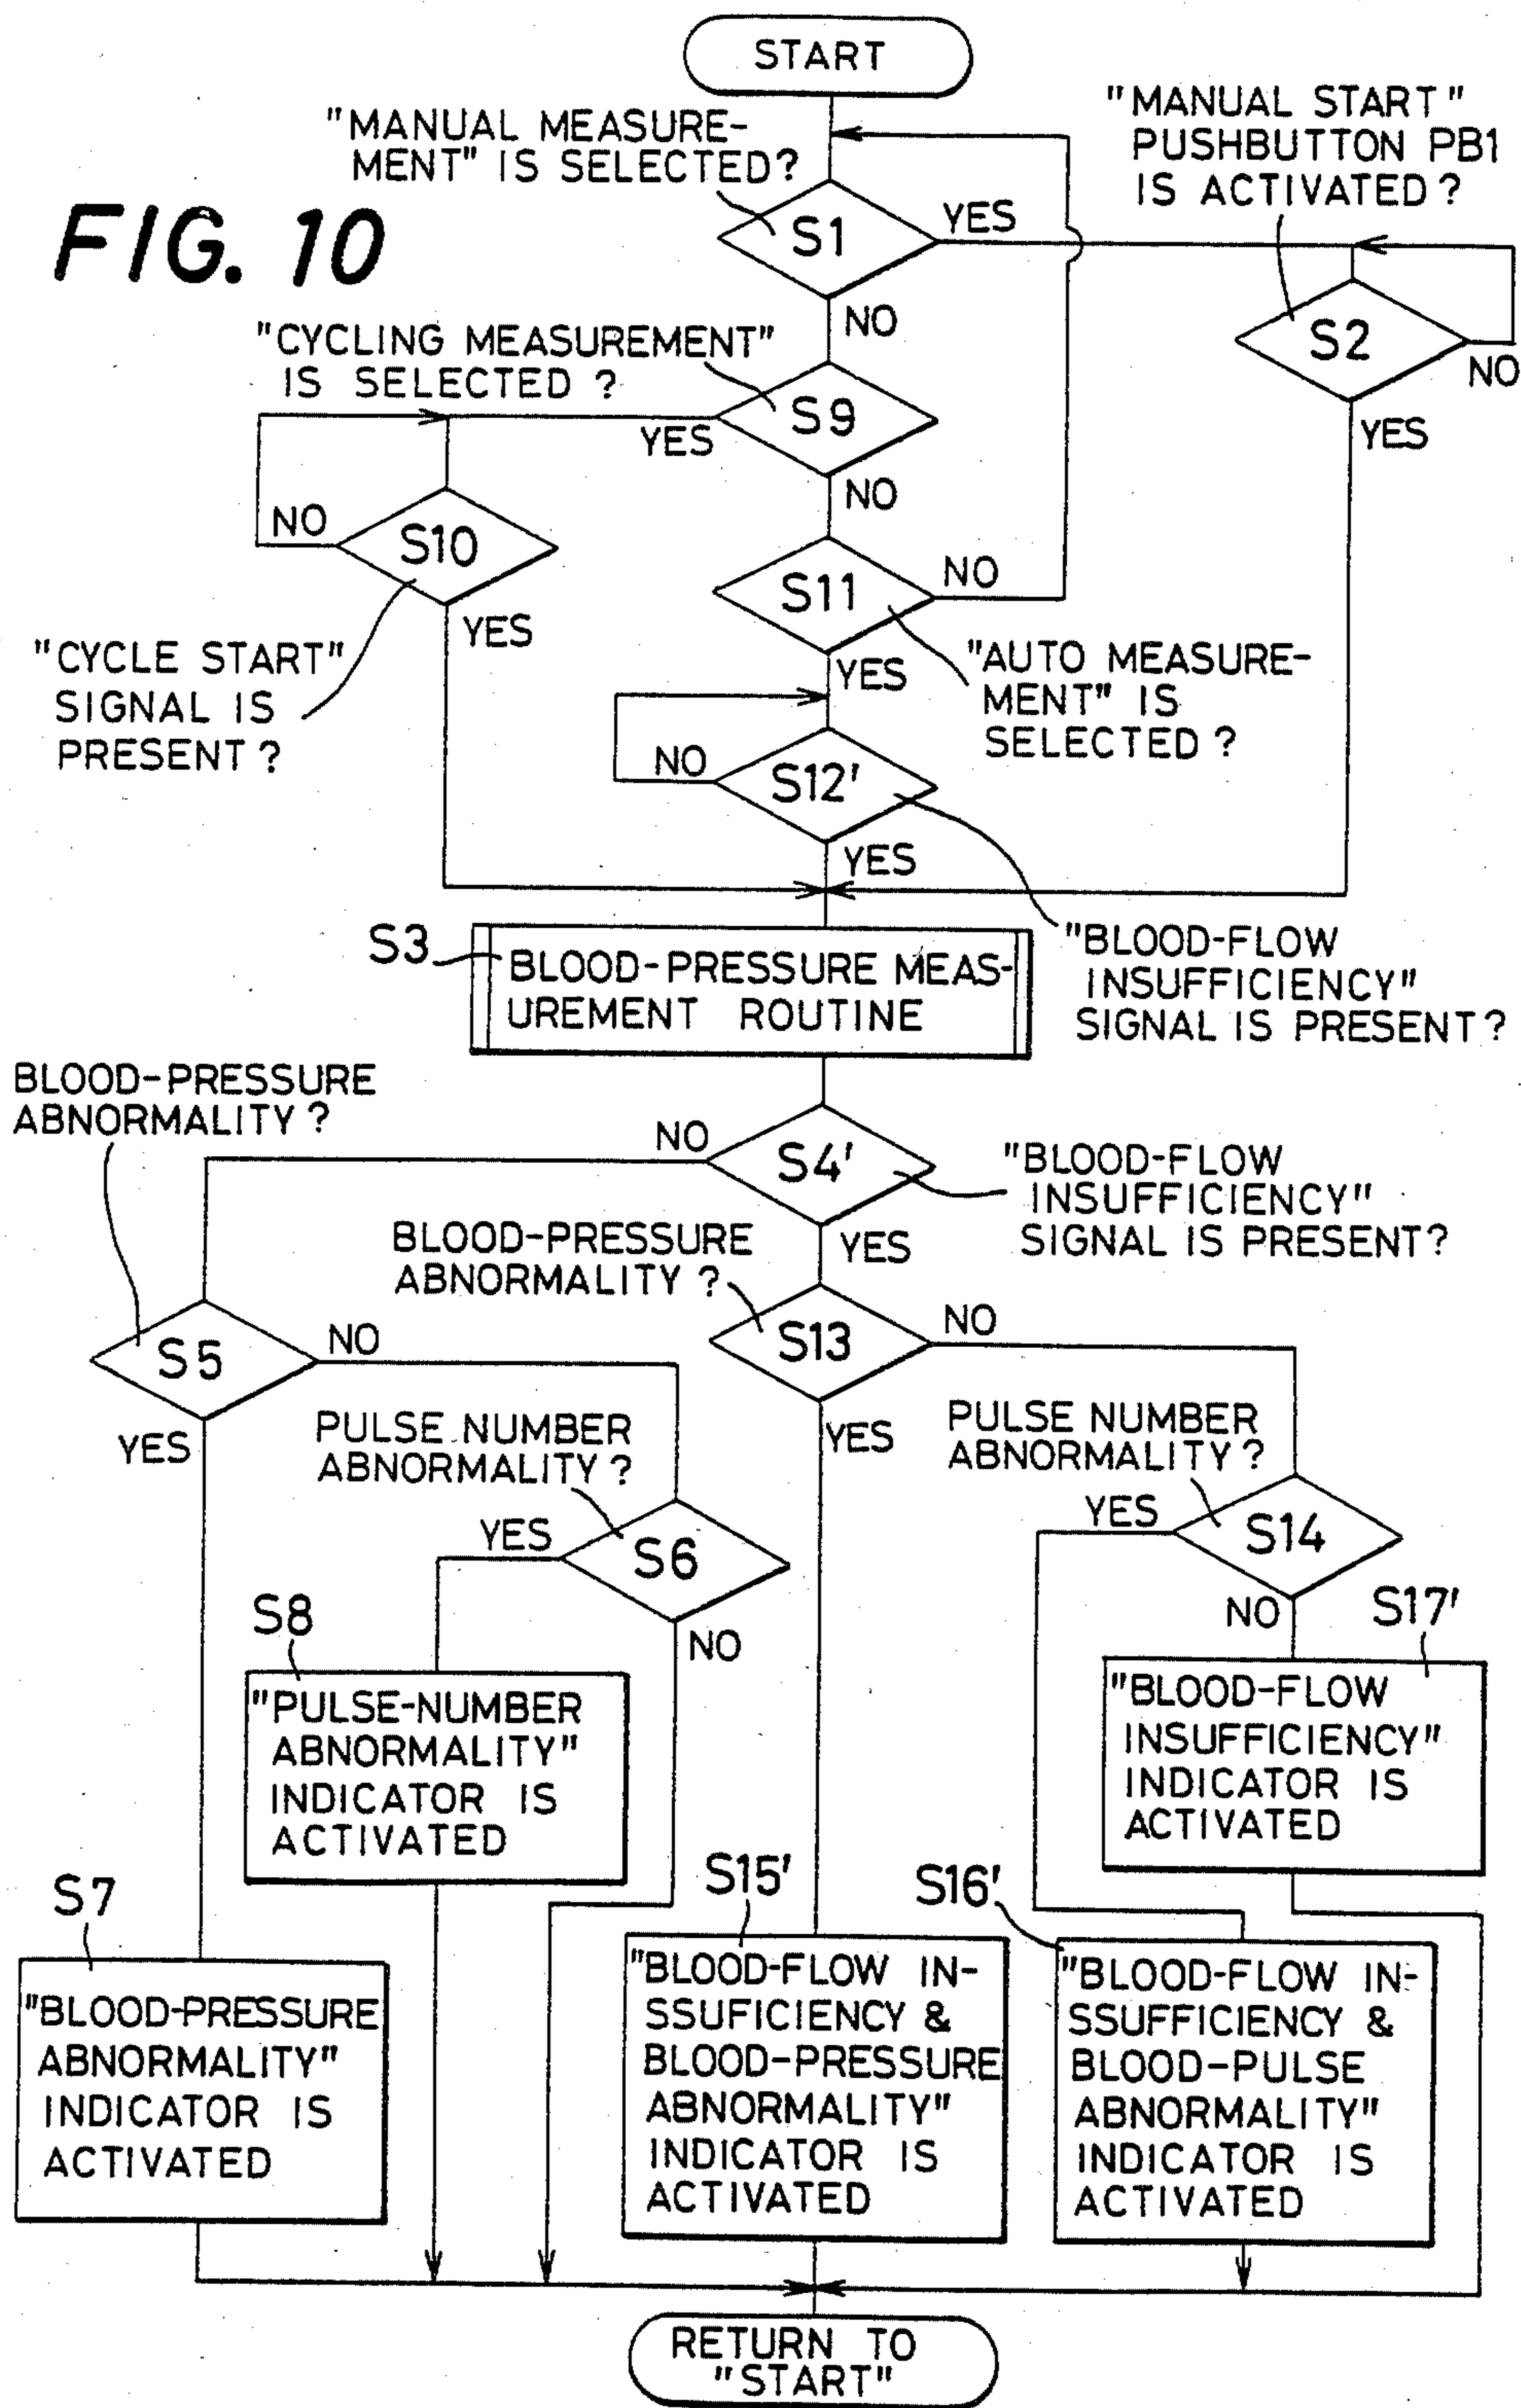 START
"MANUAL MEASURE-
MENT" IS SELECTED?
"MANUAL START"
PUSHBUTTON PB1
IS ACTIVATED?
FIG. 10
S1
YES
NO
S2
NO
YES
"CYCLING MEASUREMENT"
IS SELECTED ?
S9
YES
NO
NO
S10
YES
"CYCLE START"
SIGNAL IS
PRESENT?
S11
NO
YES
"AUTO MEASURE-
MENT" IS
SELECTED?
NO
S12'
YES
"BLOOD-FLOW
INSUFFICIENCY"
SIGNAL IS PRESENT?
S3
BLOOD-PRESSURE MEAS-
UREMENT ROUTINE
BLOOD-PRESSURE
ABNORMALITY?
NO
S4'
YES
"BLOOD-FLOW
INSUFFICIENCY"
SIGNAL IS PRESENT?
BLOOD-PRESSURE
ABNORMALITY?
S5
NO
YES
S13
NO
YES
PULSE NUMBER
ABNORMALITY?
YES
S6
NO
PULSE NUMBER
ABNORMALITY?
YES
S14
NO
S8
"PULSE-NUMBER
ABNORMALITY"
INDICATOR IS
ACTIVATED
S17'
"BLOOD-FLOW
INSUFFICIENCY"
INDICATOR IS
ACTIVATED
S7
"BLOOD-PRESSURE
ABNORMALITY"
INDICATOR IS
ACTIVATED
S15'
"BLOOD-FLOW IN-
SSUFICIENCY &
BLOOD-PRESSURE
ABNORMALITY"
INDICATOR IS
ACTIVATED
S16'
"BLOOD-FLOW IN-
SSUFFICIENCY &
BLOOD-PULSE
ABNORMALITY"
INDICATOR IS
ACTIVATED
RETURN TO
"START"